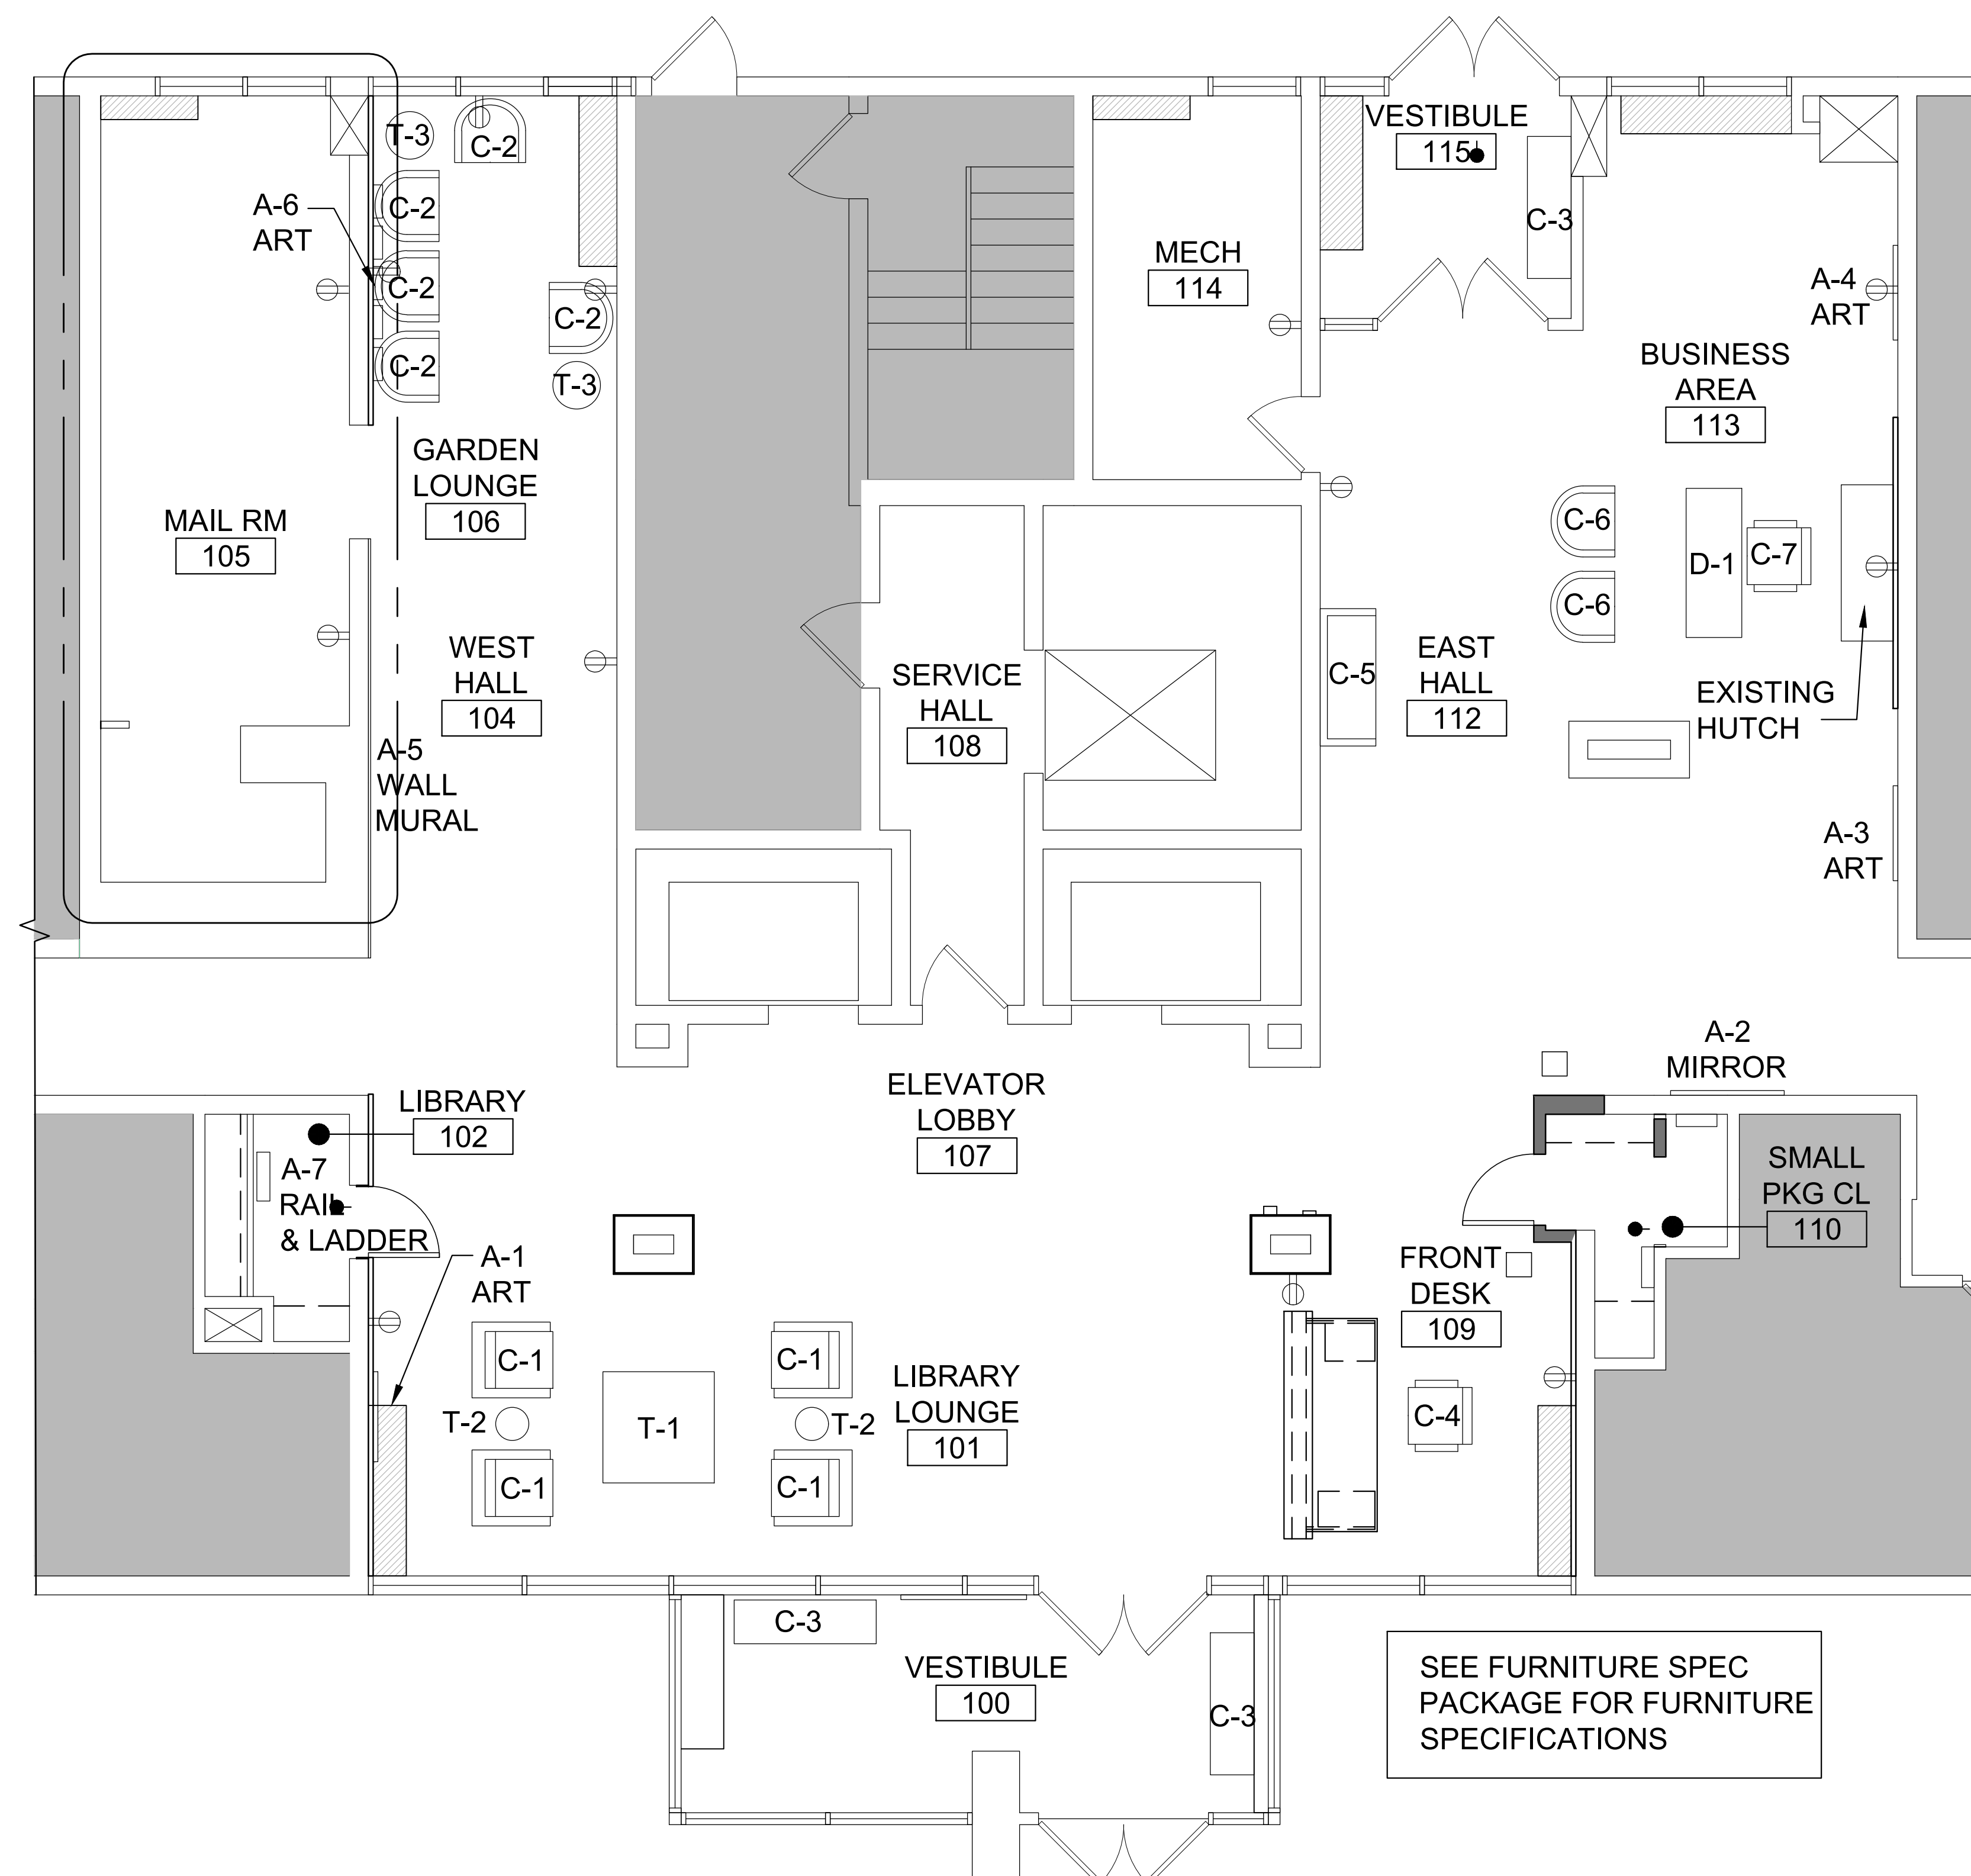 VESTIBULE
115
T-3
C-2
C-2
A-6
ART
C-2
C-2
C-2
T-3
C-3
MECH
114
A-4
ART
BUSINESS
AREA
113
GARDEN
LOUNGE
106
MAIL RM
105
C-6
C-6
D-1
C-7
WEST
HALL
104
SERVICE
HALL
108
C-5
EAST
HALL
112
EXISTING
HUTCH
A-5
WALL
MURAL
A-3
ART
A-2
MIRROR
LIBRARY
102
ELEVATOR
LOBBY
107
A-7
RAIL
& LADDER
SMALL
PKG CL
110
A-1
ART
FRONT
DESK
109
C-1
C-1
T-2
T-1
T-2
C-1
C-1
LIBRARY
LOUNGE
101
C-4
C-3
VESTIBULE
100
C-3
SEE FURNITURE SPEC
PACKAGE FOR FURNITURE
SPECIFICATIONS